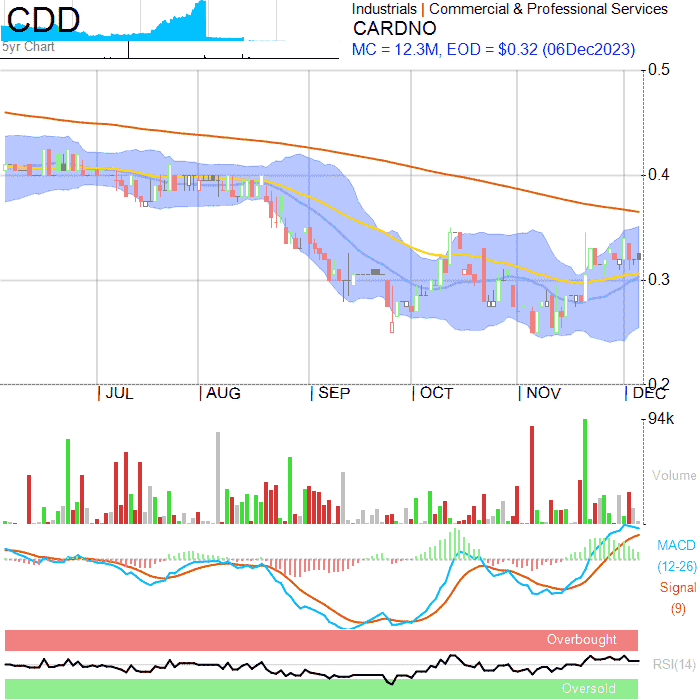 CDD
5yr Chart
Industrials | Commercial & Professional Services
CARDNO
MC = 12.3M, EOD = $0.32 (06Dec2023)
0.5
0.4
0.3
0.2
JUL
AUG
SEP
OCT
NOV
DEC
94k
Volume
MACD
(12-26)
Signal
(9)
Overbought
RSI(14)
Oversold